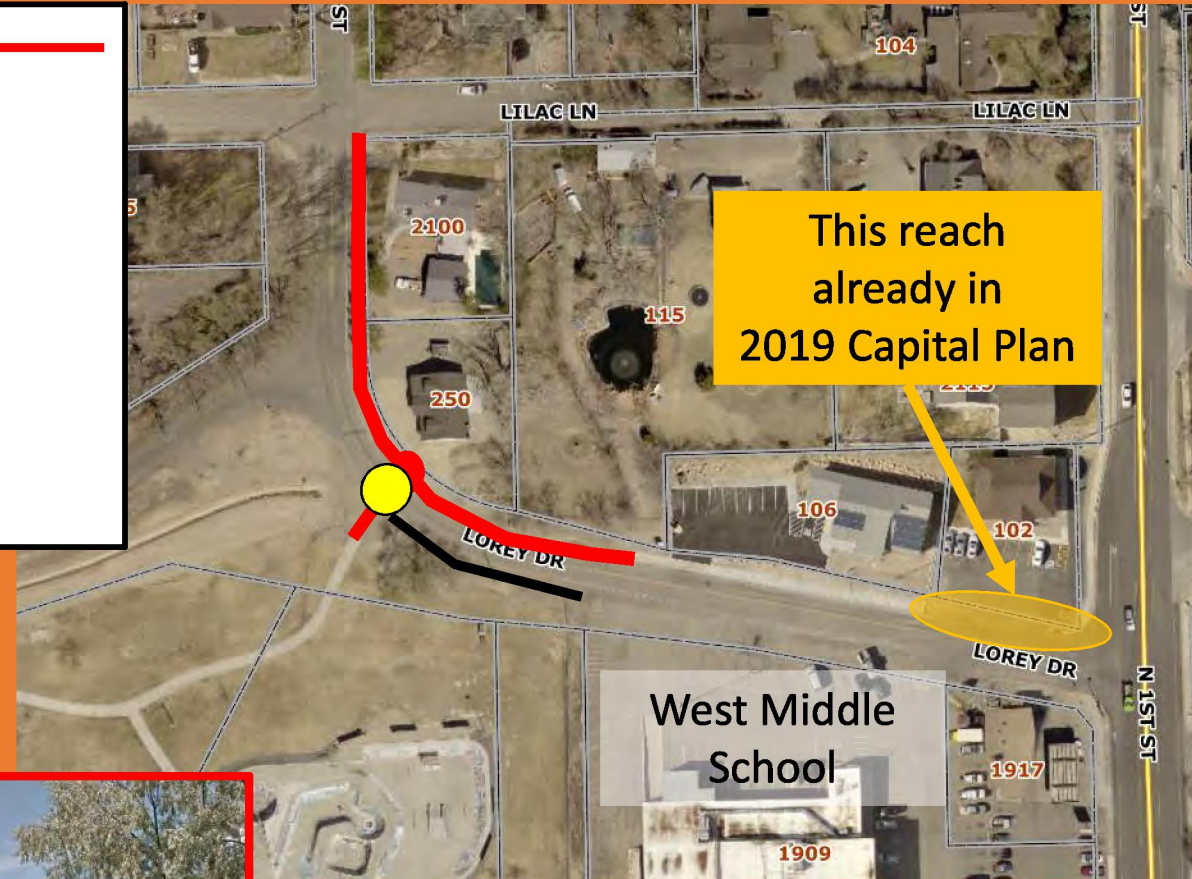 ST
ST
104
LILAC LN
LILAC LN
5
2100
This reach
already in
2019 Capital Plan
115
250
106
102
LOREY DR
LOREY DR
N 1ST ST
West Middle
School
1917
1909